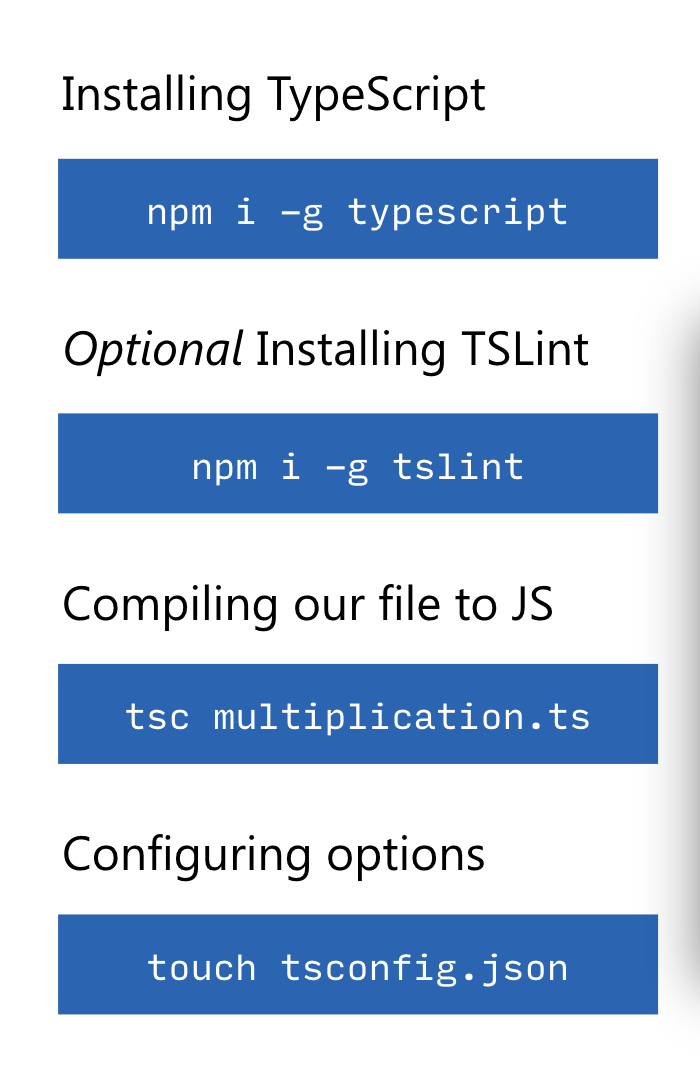 Installing TypeScript
npm i -g typescript
Optional Installing TSLint
npm i -g tslint
Compiling our file to JS
tsc multiplication.ts
Configuring options
touch tsconfig.json